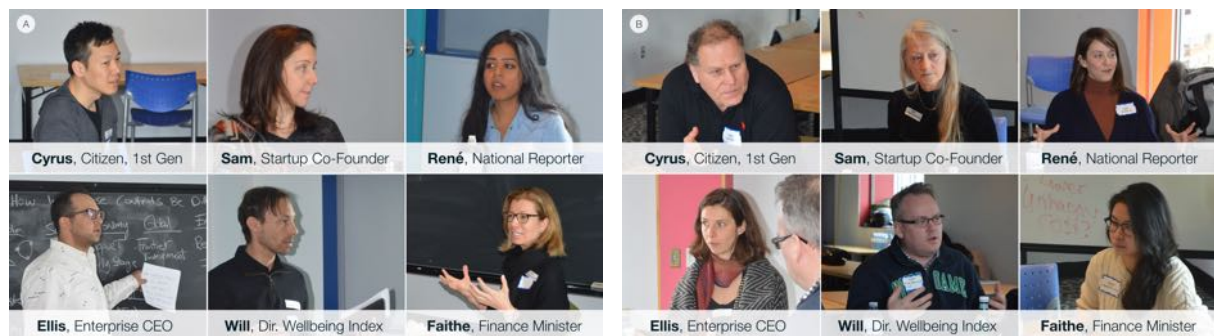 A
Cyrus, Citizen, 1st Gen
Sam, Startup Co-Founder
René, National Reporter
Ellis, Enterprise CEO
Will, Dir. Wellbeing Index
Faithe, Finance Minister
B
Cyrus, Citizen, 1st Gen
Sam, Startup Co-Founder
René, National Reporter
Ellis, Enterprise CEO
Will, Dir. Wellbeing Index
Faithe, Finance Minister